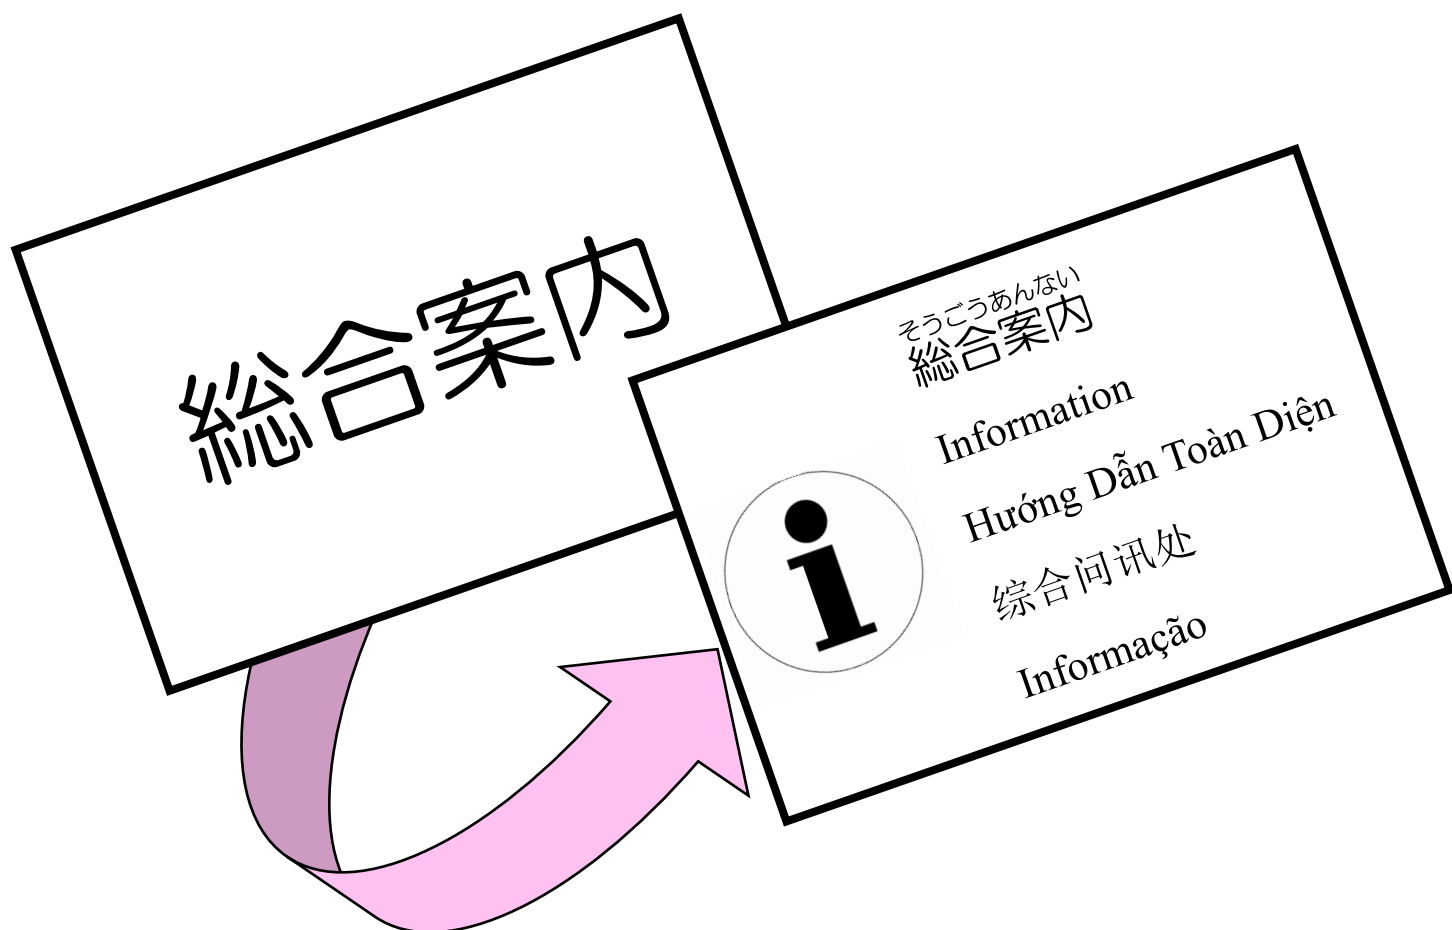 総合案内
そうごうあんない
総合案内
Information
Hướng Dẫn Toàn Diện
综合问讯处
Informação
i